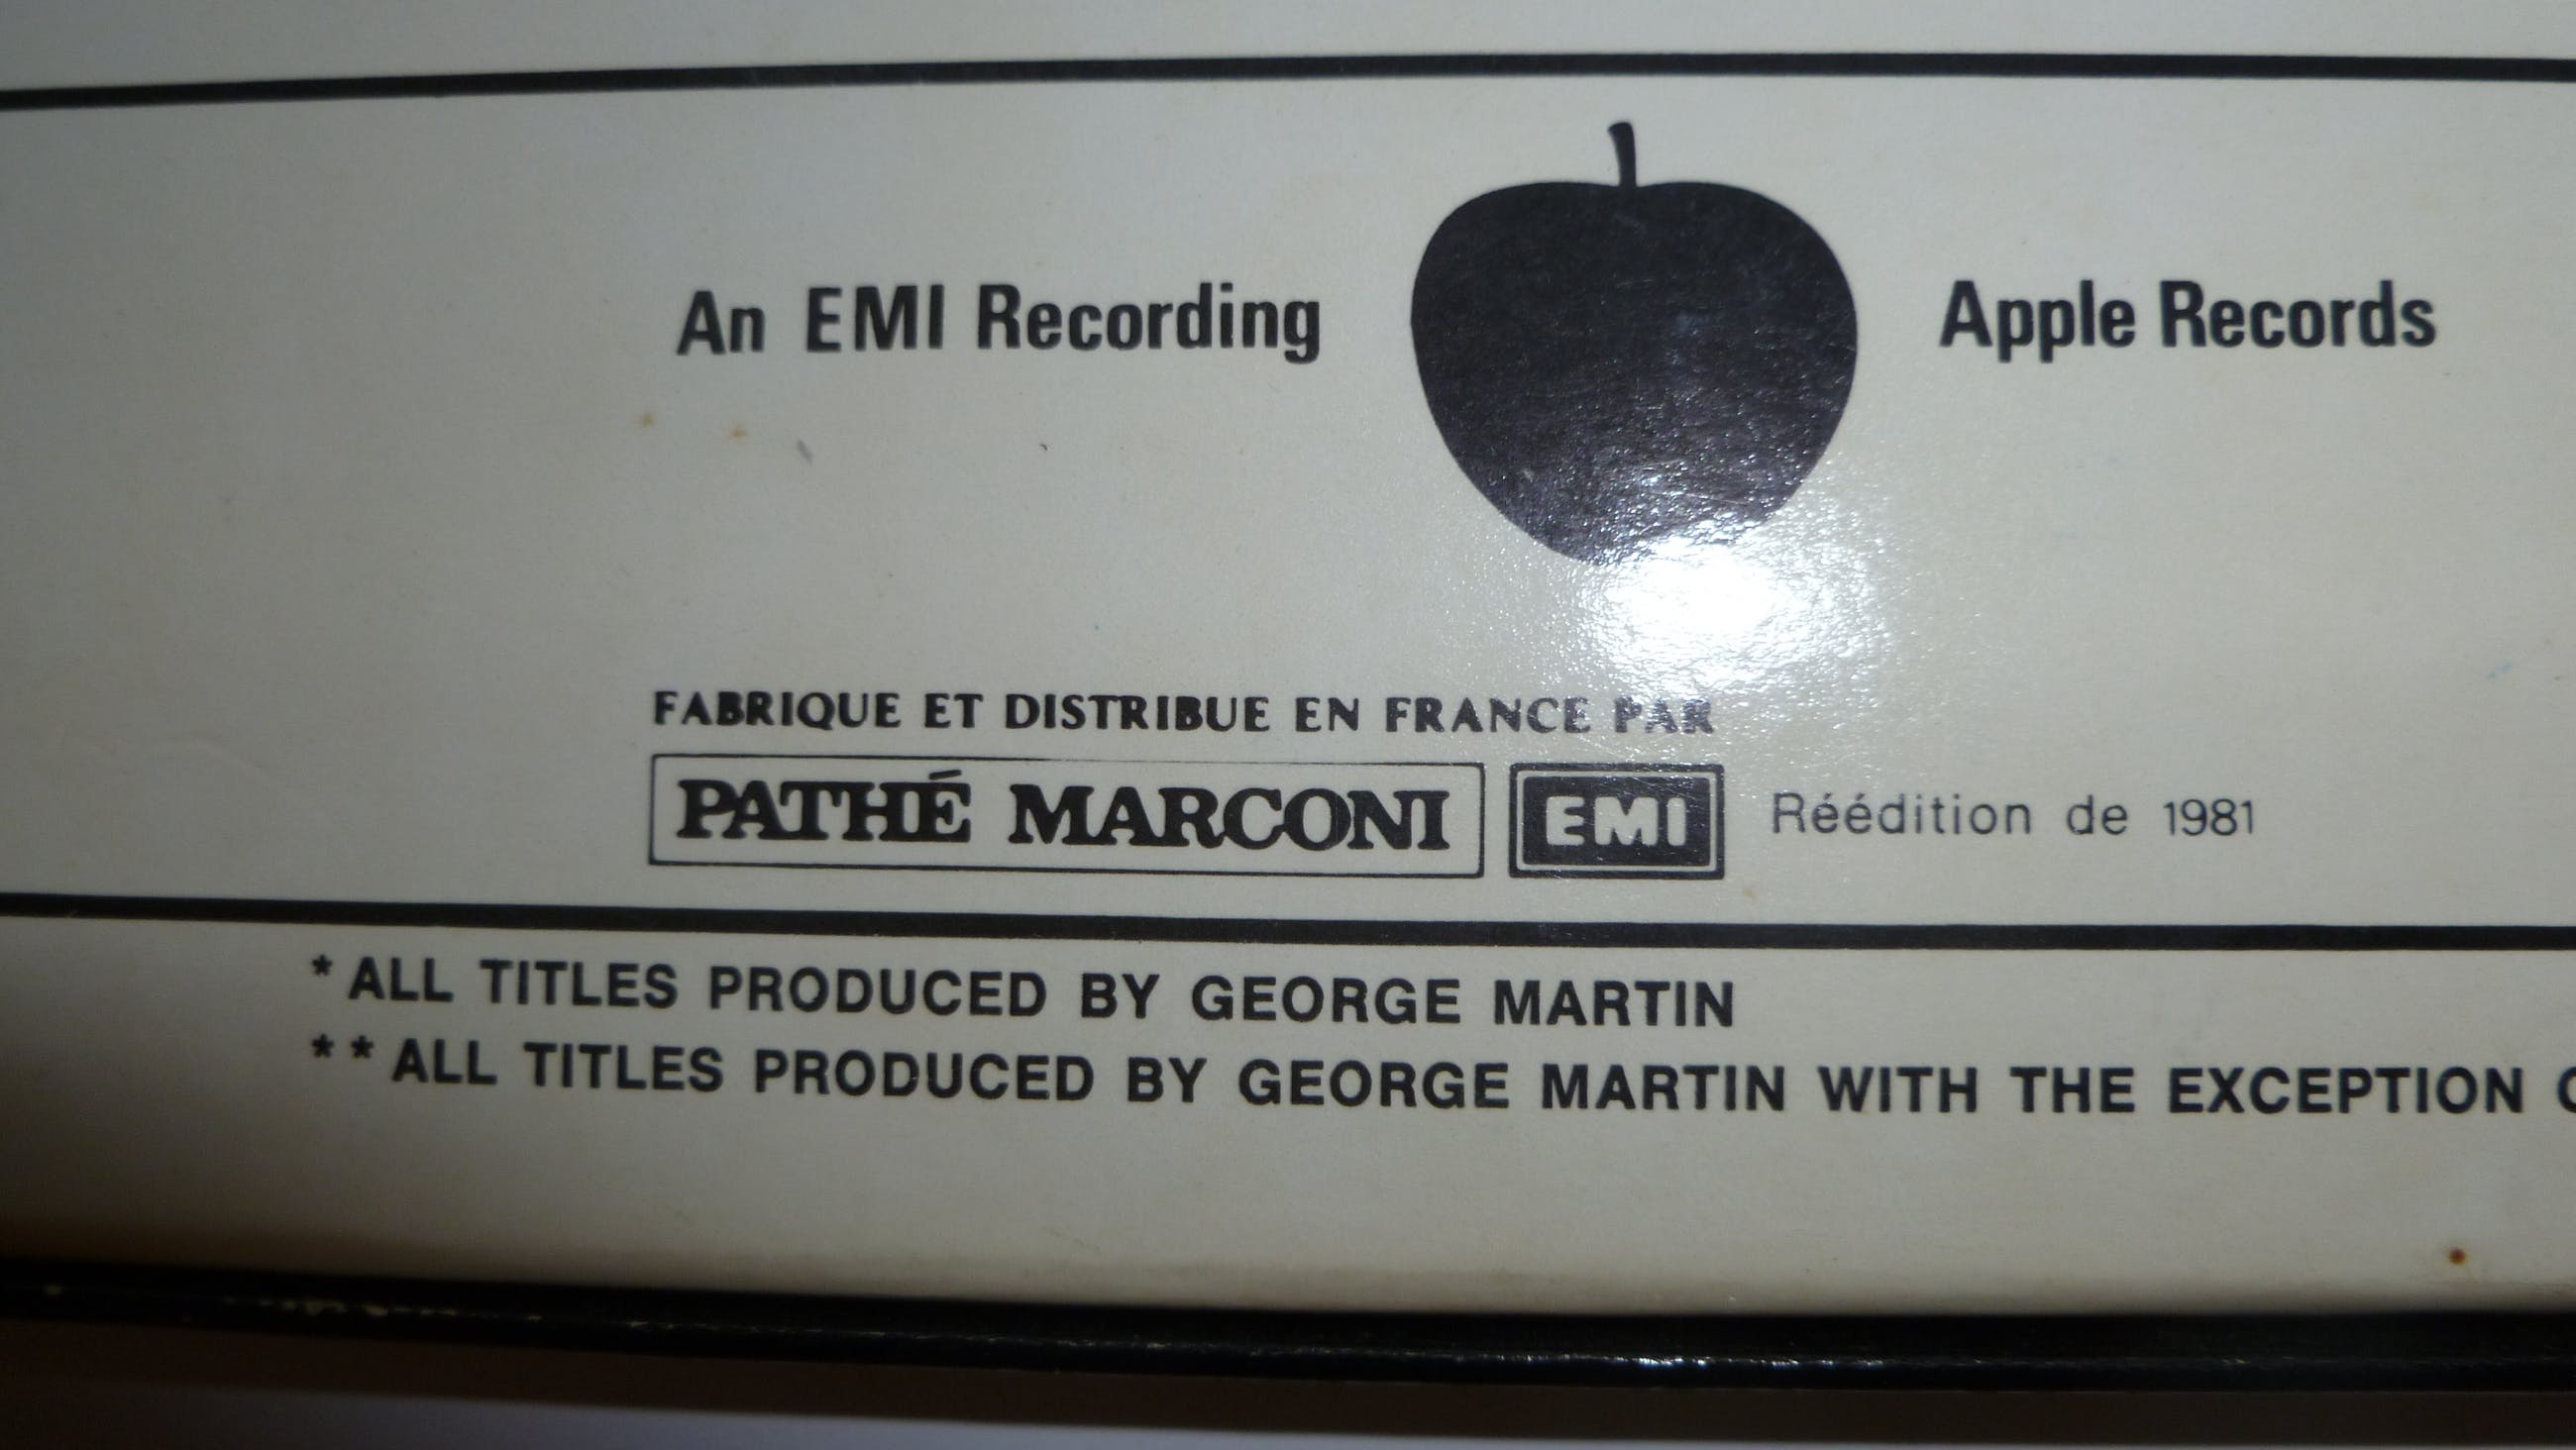 An EMI Recording Apple Records
FABRIQUE ET DISTRIBUE EN FRANCE PAR
PATHÉ MARCONI EMI Réédition de 1981
* ALL TITLES PRODUCED BY GEORGE MARTIN
* * ALL TITLES PRODUCED BY GEORGE MARTIN WITH THE EXCEPTION